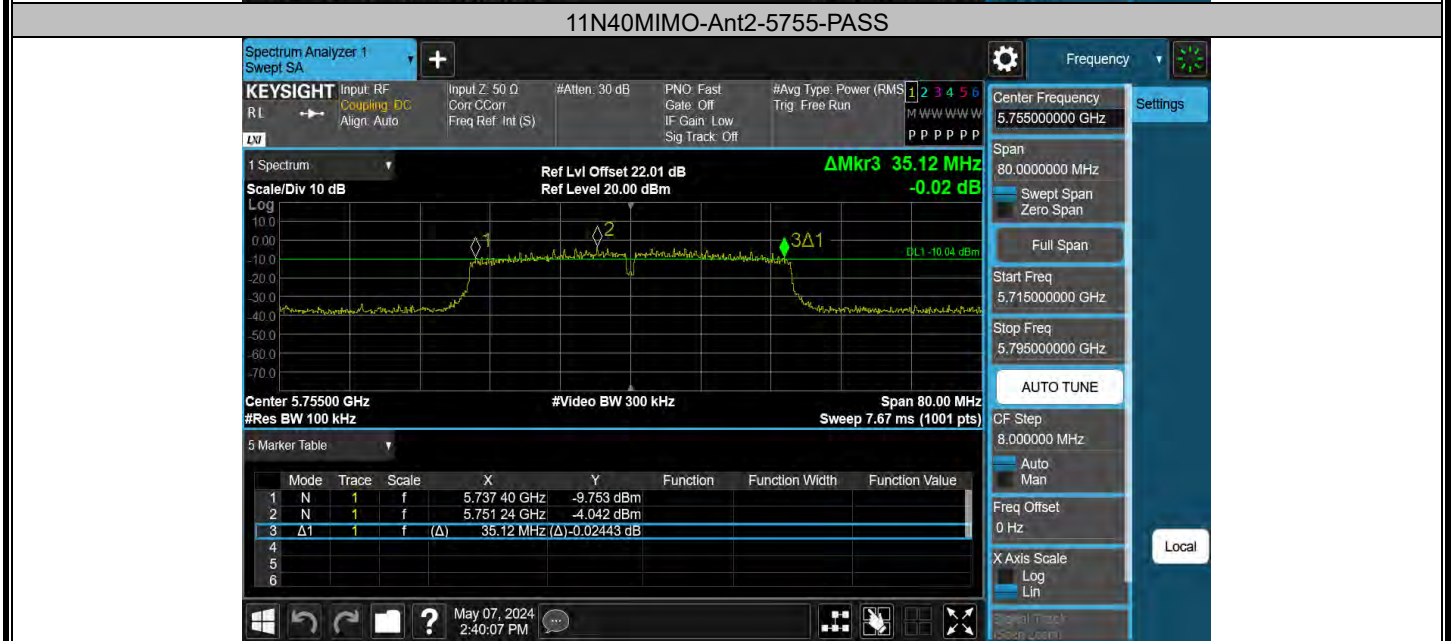 11N40MIMO-Ant2-5755-PASS
Spectrum Analyzer 1
Swept SA
Frequency
KEYSIGHT
RL
LXI
Input: RF
Coupling: DC
Align: Auto
Input Z: 50 Ω
Corr CCorr
Freq Ref: Int (S)
#Atten: 30 dB
PNO: Fast
Gate: Off
IF Gain: Low
Sig Track: Off
#Avg Type: Power (RMS
Trig: Free Run
1 2 3 4 5 6
M W W W W W
P P P P P P
Center Frequency
5.755000000 GHz
Settings
Span
80.0000000 MHz
Swept Span
Zero Span
Full Span
Start Freq
5.715000000 GHz
Stop Freq
5.795000000 GHz
AUTO TUNE
CF Step
8.000000 MHz
Auto
Man
Freq Offset
0 Hz
X Axis Scale
Log
Lin
Local
1 Spectrum
Scale/Div 10 dB
Ref Lvl Offset 22.01 dB
Ref Level 20.00 dBm
ΔMkr3 35.12 MHz
-0.02 dB
Log
10.0
0.00
-10.0
-20.0
-30.0
-40.0
-50.0
-60.0
-70.0
1
2
3Δ1
DL1 -10.04 dBm
Center 5.75500 GHz
#Video BW 300 kHz
Span 80.00 MHz
#Res BW 100 kHz
Sweep 7.67 ms (1001 pts)
5 Marker Table
Mode Trace Scale X Y Function Function Width Function Value
1 N 1 f 5.737 40 GHz -9.753 dBm
2 N 1 f 5.751 24 GHz -4.042 dBm
3 Δ1 1 f (Δ) 35.12 MHz (Δ) -0.02443 dB
4
5
6
?
May 07, 2024
2:40:07 PM